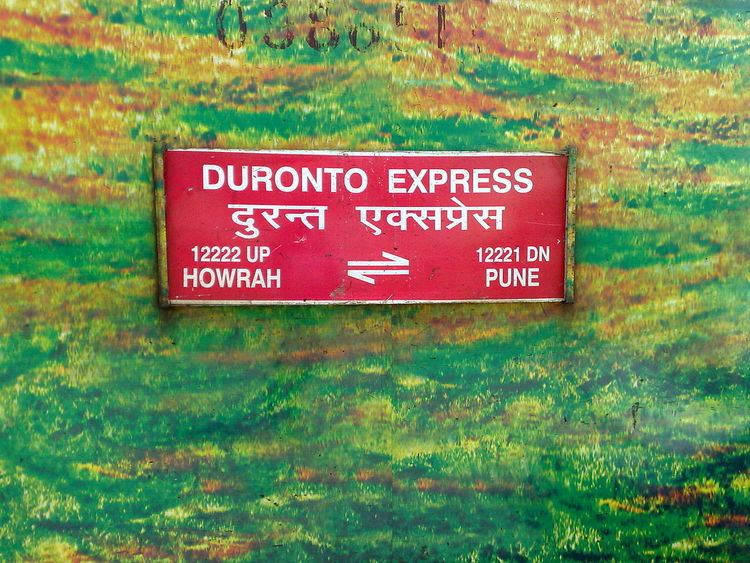 DURONTO EXPRESS
दुरन्त एक्सप्रेस
12222 UP 12221 DN
HOWRAH ⇌ PUNE